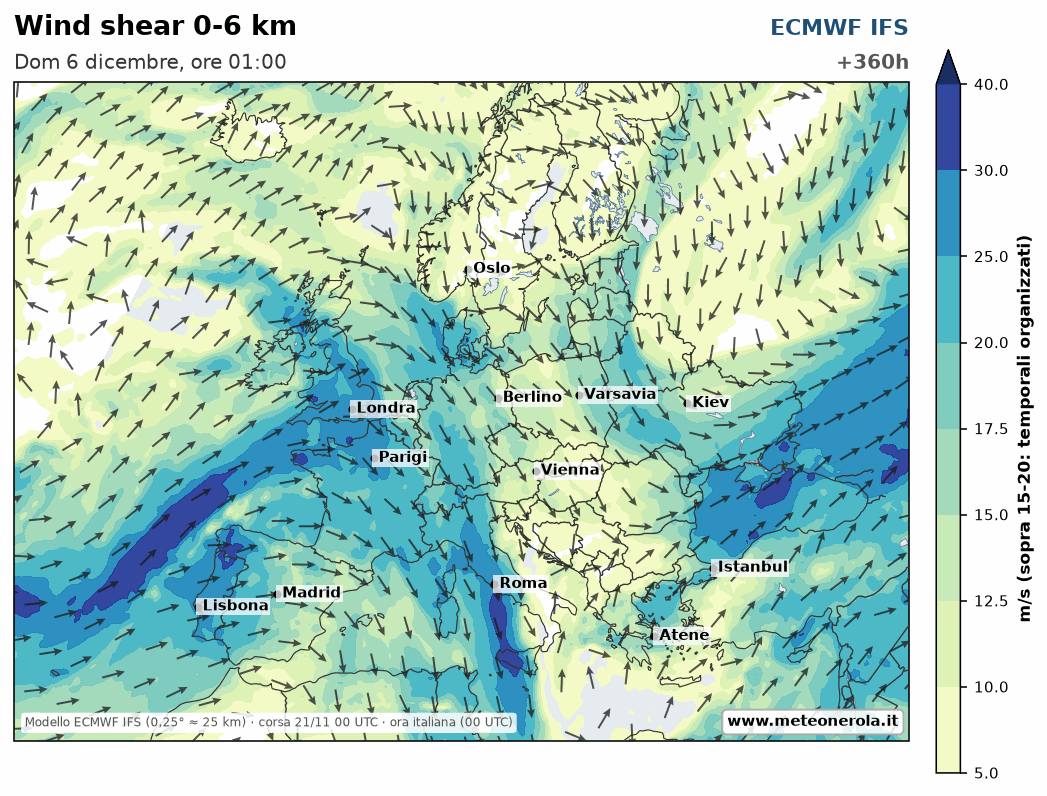 Wind shear 0-6 km
ECMWF IFS
Dom 6 dicembre, ore 01:00
+360h
Oslo
Londra
Berlino
Varsavia
Kiev
Parigi
Vienna
Istanbul
Roma
Madrid
Lisbona
Atene
Modello ECMWF IFS (0,25° ≈ 25 km) · corsa 21/11 00 UTC · ora italiana (00 UTC)
www.meteonerola.it
40.0
30.0
25.0
20.0
17.5
15.0
12.5
10.0
5.0
m/s (sopra 15-20: temporali organizzati)